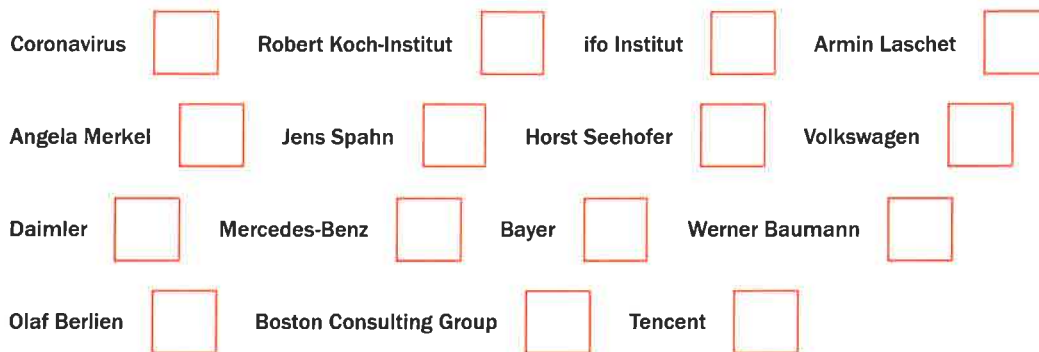 Coronavirus Robert Koch-Institut ifo Institut Armin Laschet
Angela Merkel Jens Spahn Horst Seehofer Volkswagen
Daimler Mercedes-Benz Bayer Werner Baumann
Olaf Berlien Boston Consulting Group Tencent